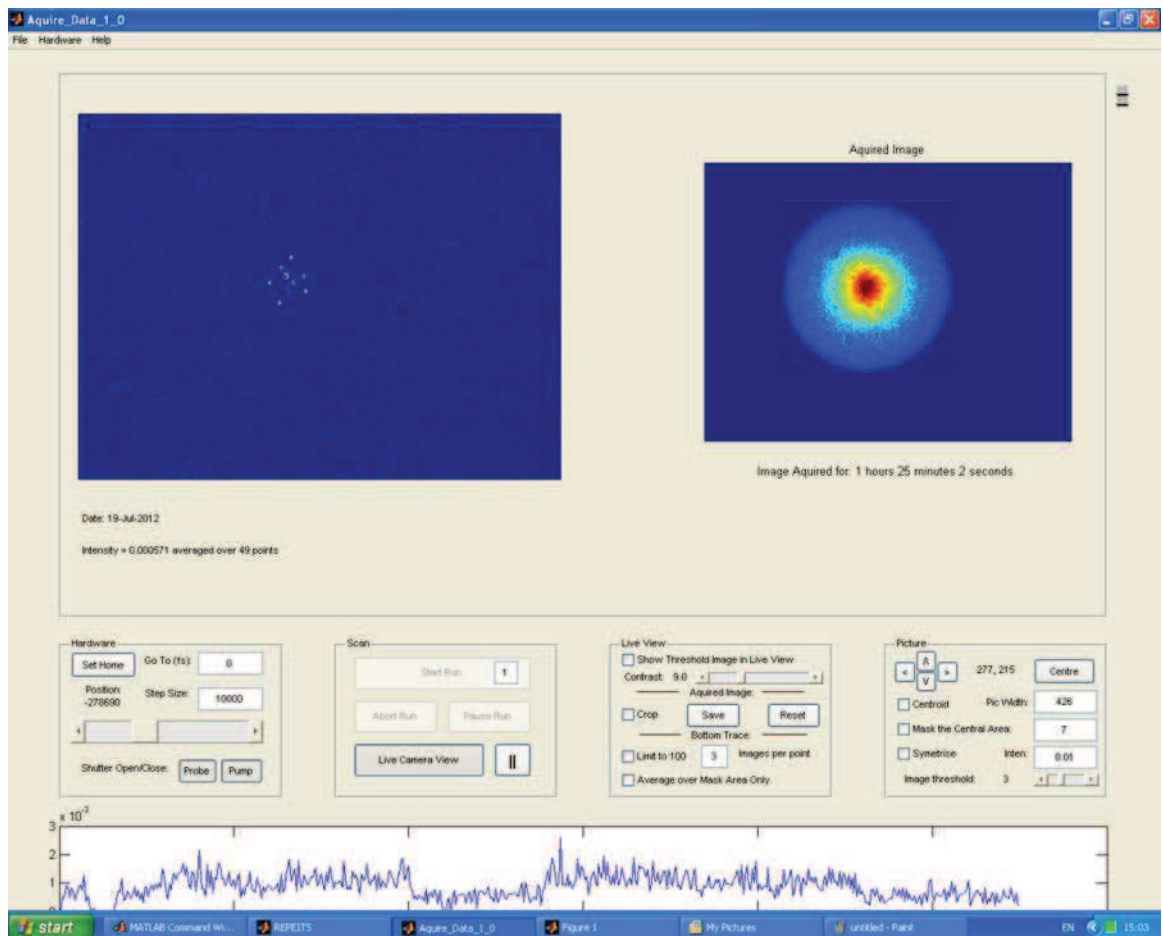 Aquire_Data_1_0
File Hardware Help
Aquired Image
Image Aquired for: 1 hours 25 minutes 2 seconds
Date: 19-Jul-2012
Intensity = 0.000571 averaged over 49 points
Hardware
Set Home Go To (fs): 0
Position: -278690 Step Size: 10000
Shutter Open/Close: Probe Pump
Scan
Start Run 1
Abort Run Pause Run
Live Camera View ||
Live View
Show Threshold Image in Live View
Contrast: 9.0
Aquired Image:
Crop Save Reset
Bottom Trace:
Limit to 100 3 Images per point
Average over Mask Area Only
Picture
< Λ V > 277, 215 Centre
Centroid Pic Width: 426
Mask the Central Area: 7
Symetrise Inten: 0.01
Image threshold: 3
x 10^-3
3
2
1
0
start MATLAB Command Wi... REPEITS Aquire_Data_1_0 Figure 1 My Pictures untitled - Paint EN 15:03